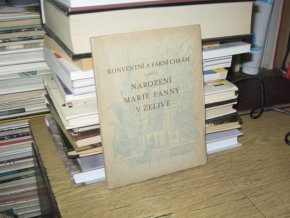 KONVENTNÍ A FARNÍ CHRÁM
NAROZENÍ
MARIE PANNY
V ŽELIVĚ